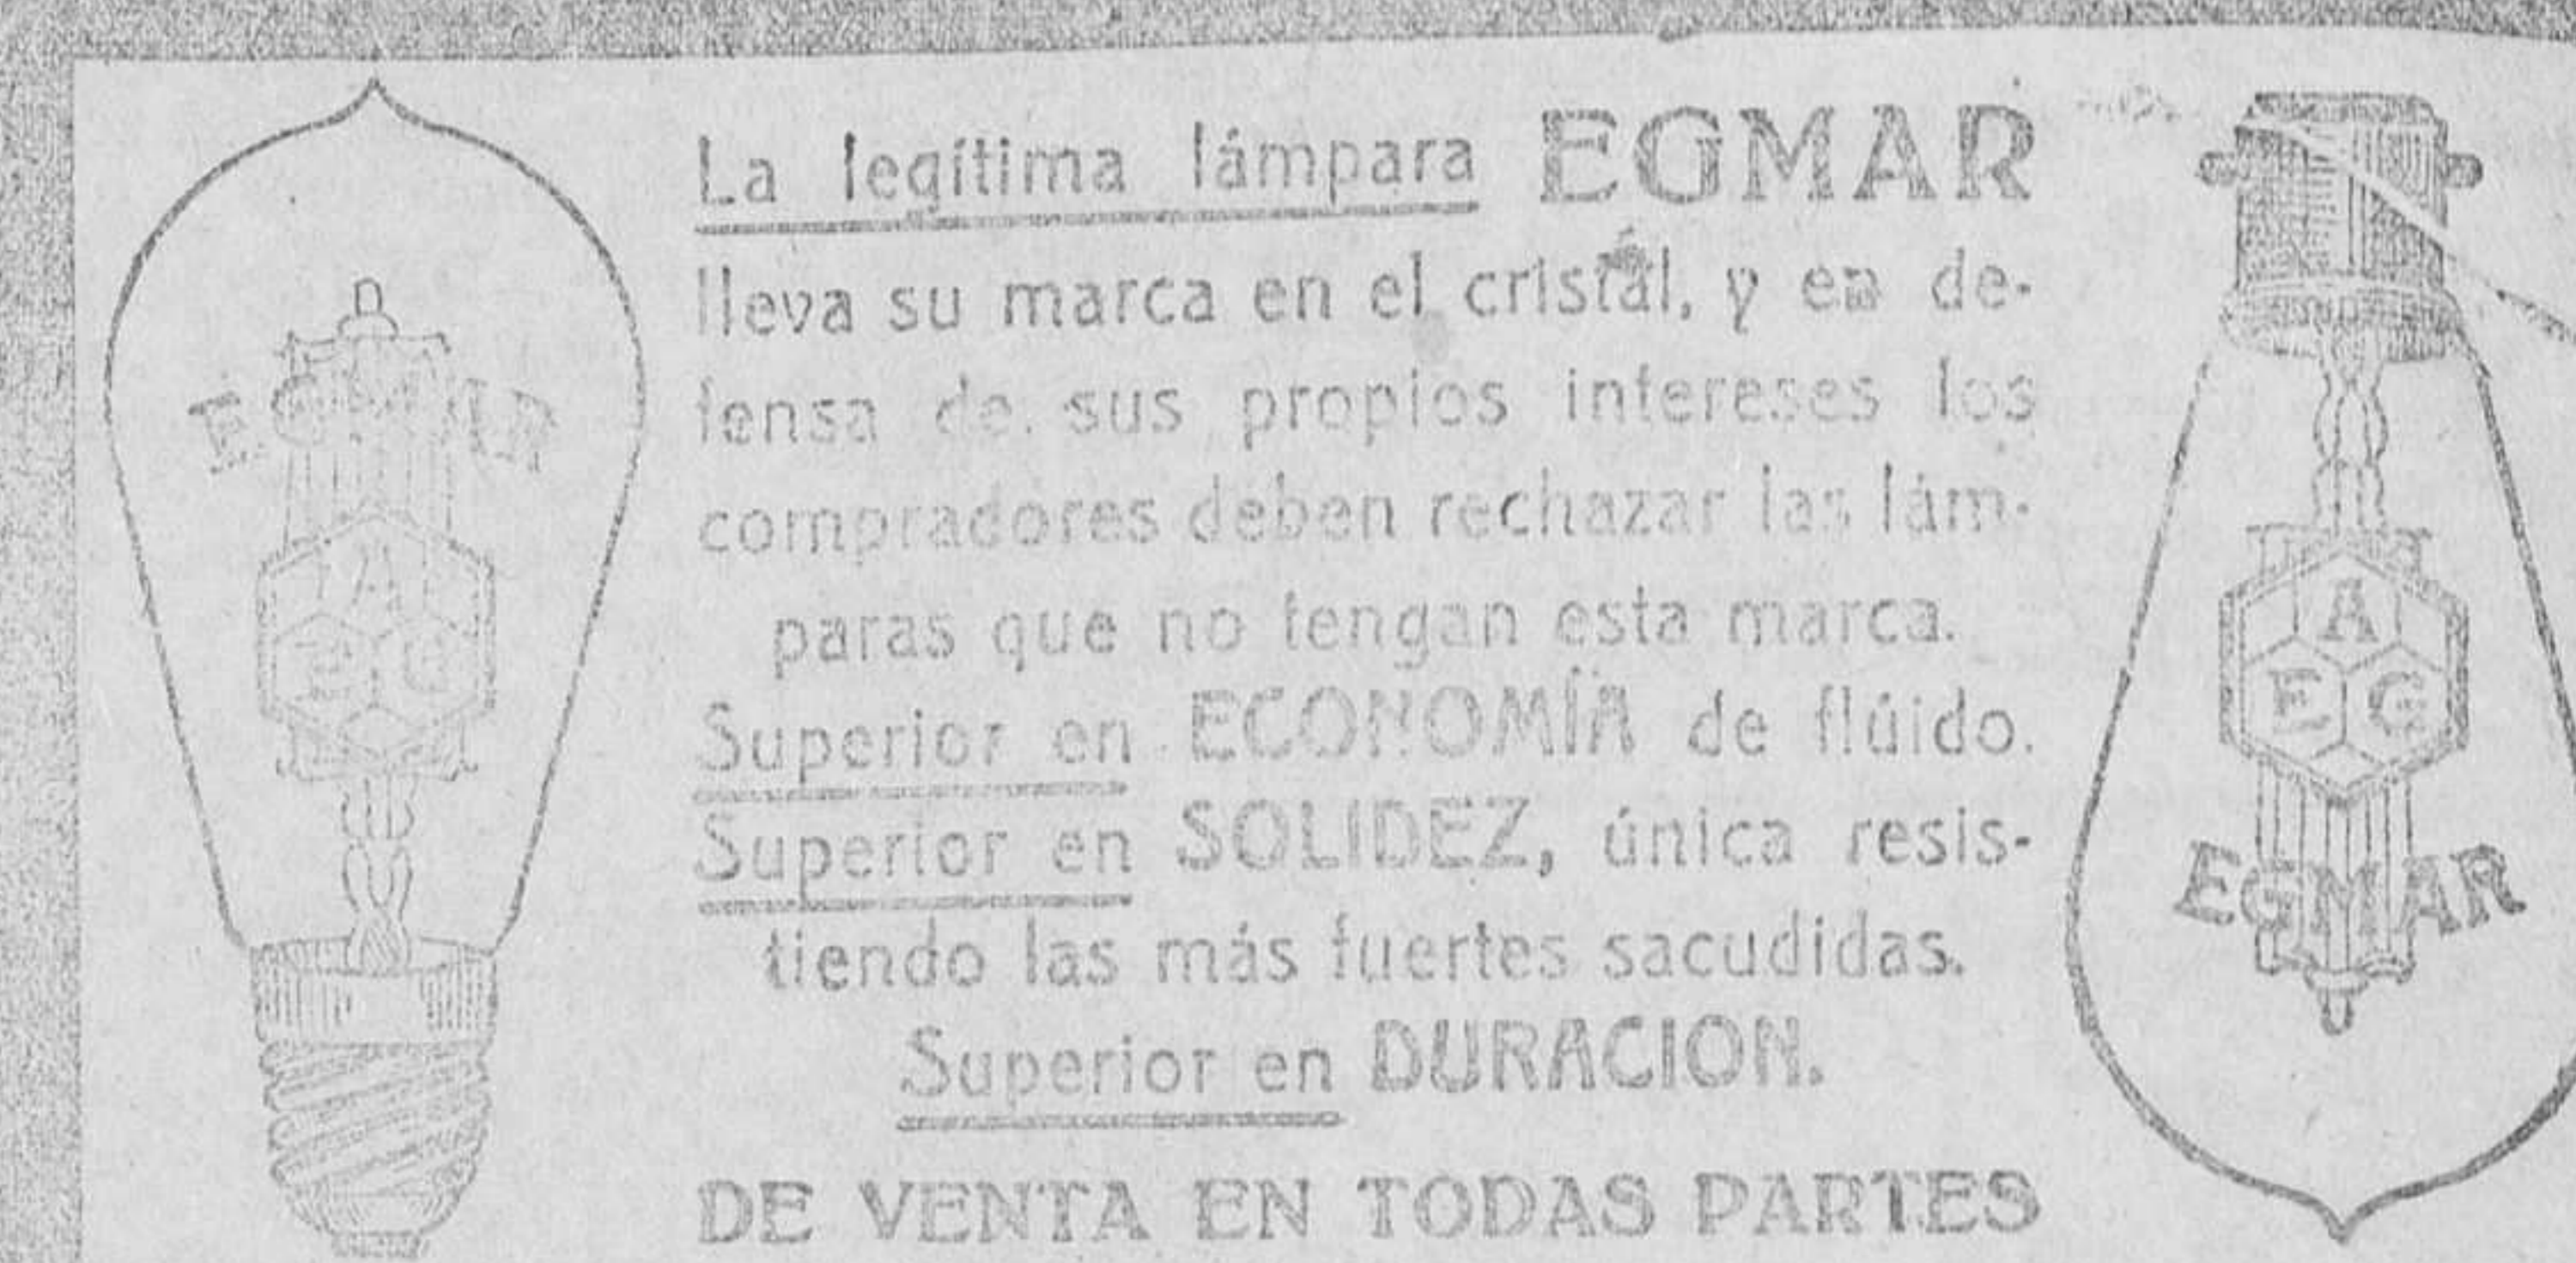 La legítima lámpara EGMAR
lleva su marca en el cristal, y en de-
fensa de sus propios intereses los
compradores deben rechazar las lám-
paras que no tengan esta marca.
Superior en ECONOMÍA de flúido.
Superior en SOLIDEZ, única resis-
tiendo las más fuertes sacudidas.
Superior en DURACION.
DE VENTA EN TODAS PARTES
EGMAR
A
E G
A
E G
EGMAR